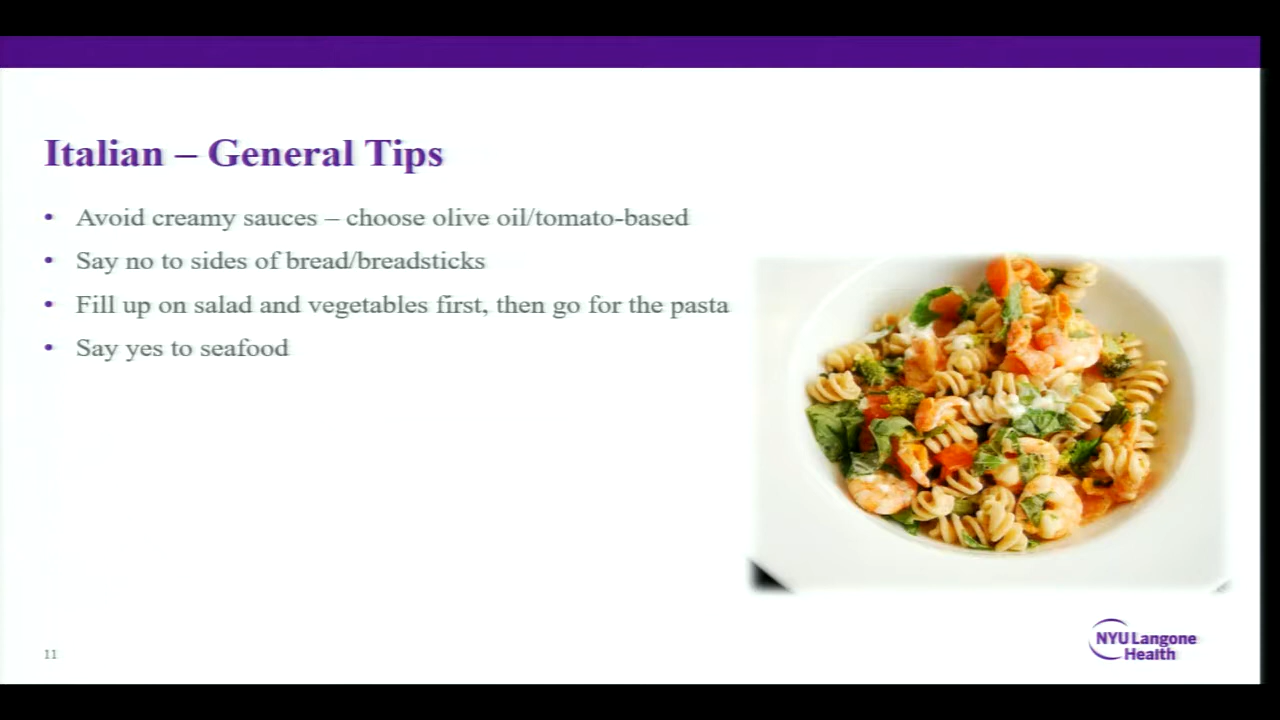 Italian – General Tips
• Avoid creamy sauces – choose olive oil/tomato-based
• Say no to sides of bread/breadsticks
• Fill up on salad and vegetables first, then go for the pasta
• Say yes to seafood
11
NYU Langone
Health